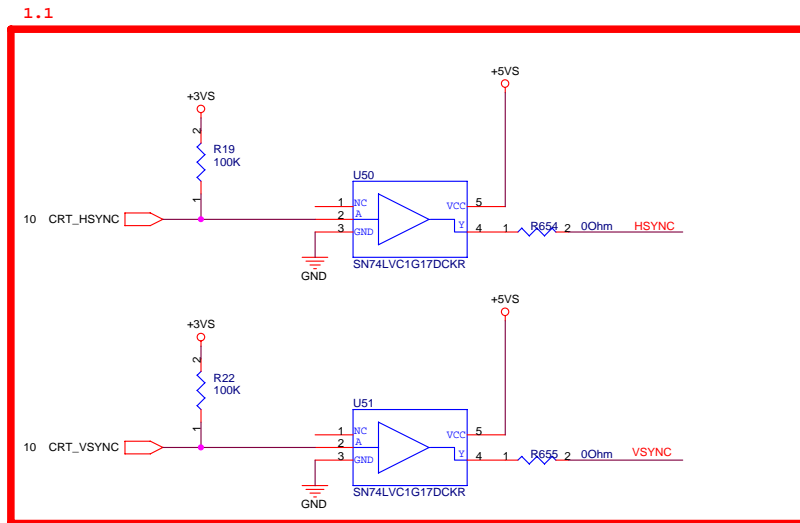 1.1
+5VS
+3VS
2
R19
100K
1
U50
1 NC
VCC 5
10 CRT_HSYNC
2 A
3 GND
Y 4
1 R654 2 0Ohm HSYNC
SN74LVC1G17DCKR
GND
+5VS
+3VS
2
R22
100K
1
U51
1 NC
VCC 5
10 CRT_VSYNC
2 A
3 GND
Y 4
1 R655 2 0Ohm VSYNC
SN74LVC1G17DCKR
GND